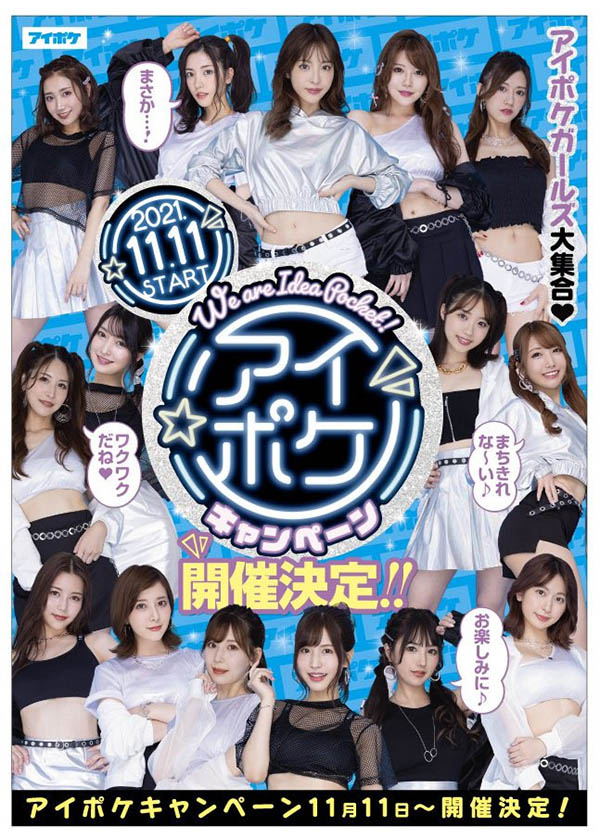 アイポケ
まさか…?
アイポケガールズ大集合♥
2021.
11.11
START
We are Idea Pocket!
アイ
ポケ
キャンペーン
開催決定!!
ワクワク
だね♥
まちきれ
な〜い♪
お楽しみに♪
アイポケキャンペーン11月11日〜開催決定!